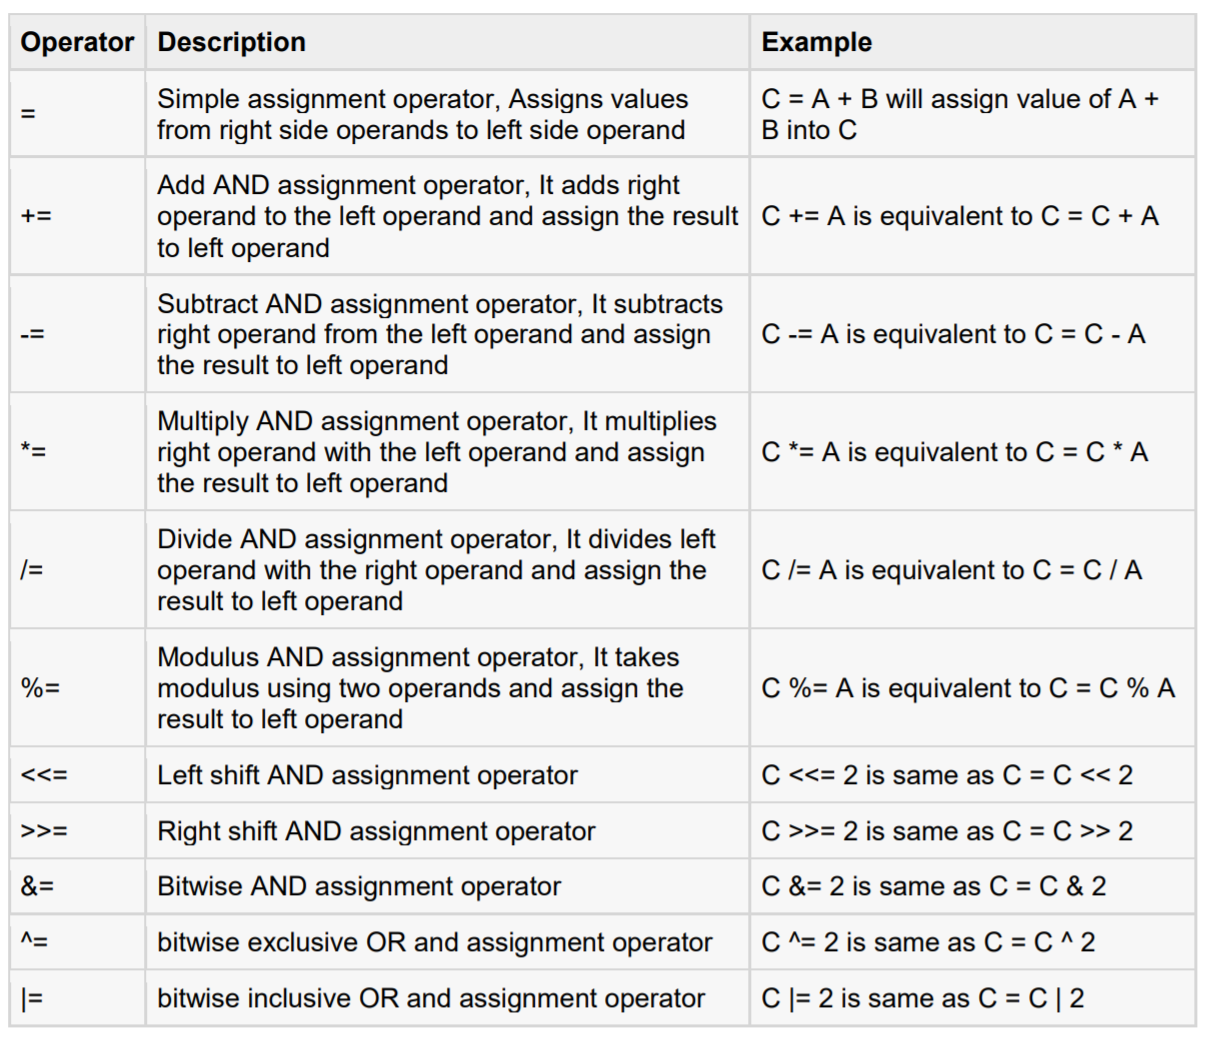 Operator Description Example
= Simple assignment operator, Assigns values
from right side operands to left side operand
C = A + B will assign value of A +
B into C
+= Add AND assignment operator, It adds right
operand to the left operand and assign the result
to left operand
C += A is equivalent to C = C + A
-= Subtract AND assignment operator, It subtracts
right operand from the left operand and assign
the result to left operand
C -= A is equivalent to C = C - A
*= Multiply AND assignment operator, It multiplies
right operand with the left operand and assign
the result to left operand
C *= A is equivalent to C = C * A
/= Divide AND assignment operator, It divides left
operand with the right operand and assign the
result to left operand
C /= A is equivalent to C = C / A
%= Modulus AND assignment operator, It takes
modulus using two operands and assign the
result to left operand
C %= A is equivalent to C = C % A
<<= Left shift AND assignment operator C <<= 2 is same as C = C << 2
>>= Right shift AND assignment operator C >>= 2 is same as C = C >> 2
&= Bitwise AND assignment operator C &= 2 is same as C = C & 2
^= bitwise exclusive OR and assignment operator C ^= 2 is same as C = C ^ 2
|= bitwise inclusive OR and assignment operator C |= 2 is same as C = C | 2